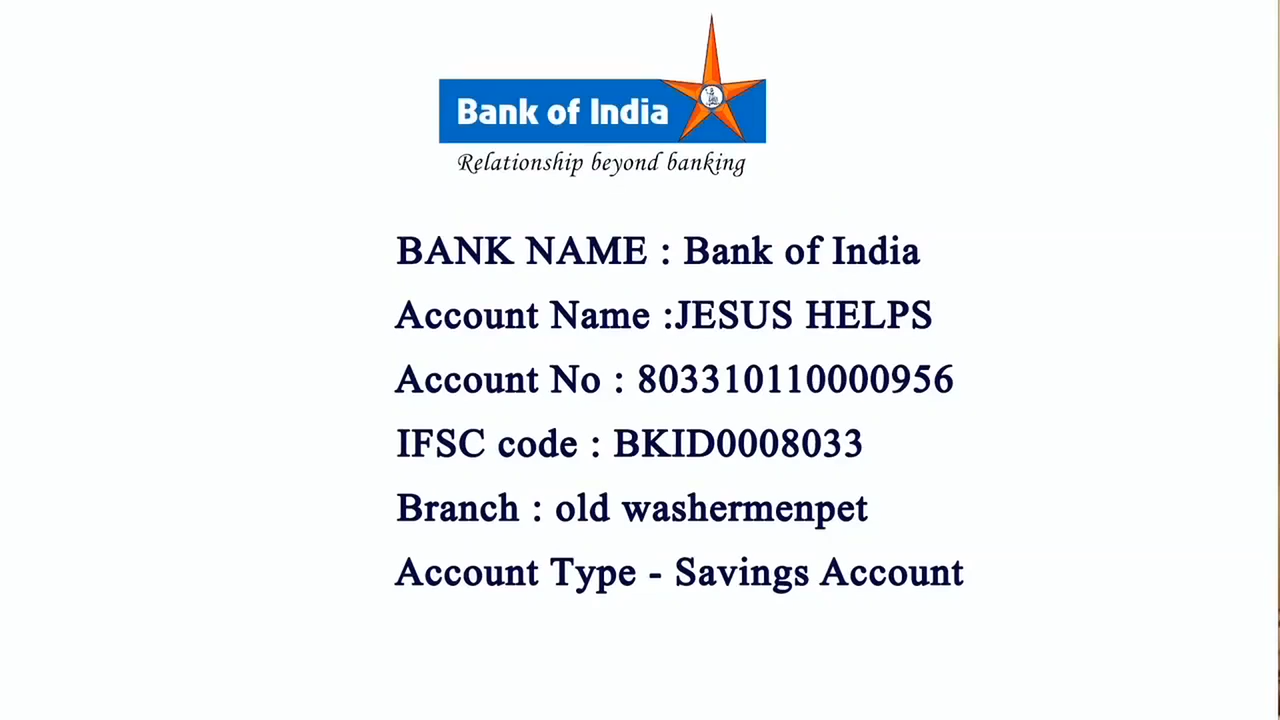 Bank of India
Relationship beyond banking
BANK NAME : Bank of India
Account Name :JESUS HELPS
Account No : 803310110000956
IFSC code : BKID0008033
Branch : old washermenpet
Account Type - Savings Account